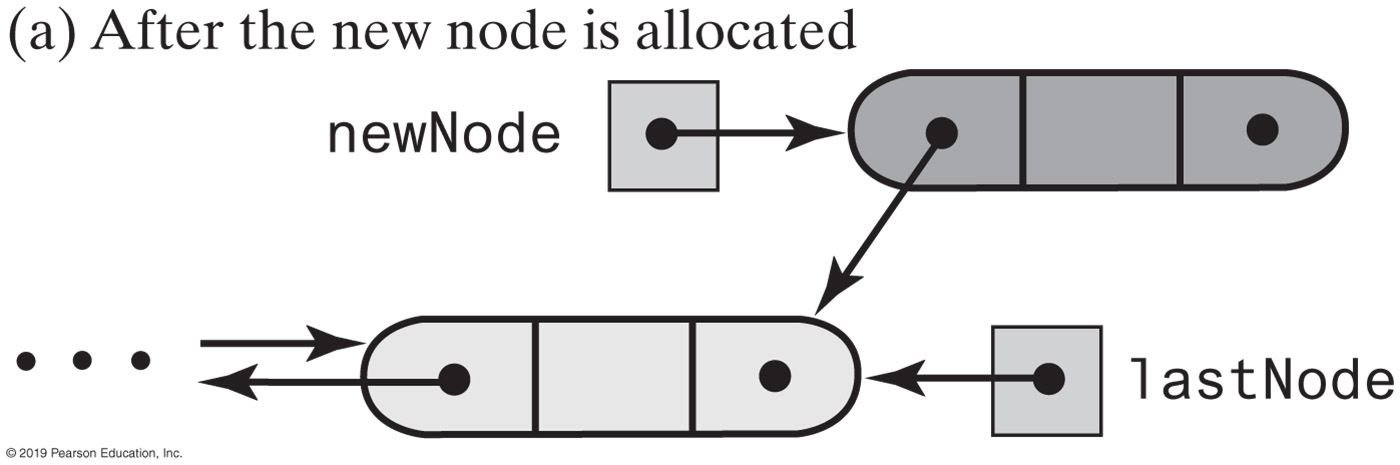 (a) After the new node is allocated
newNode
lastNode
© 2019 Pearson Education, Inc.